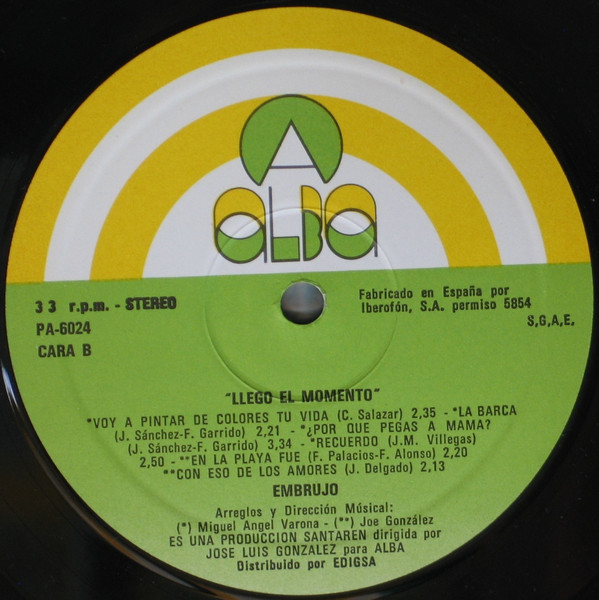 A
ALBA
33 r.p.m. - STEREO
PA-6024
CARA B
Fabricado en España por
Iberofón, S.A. permiso 5854
S,G,A,E.
"LLEGO EL MOMENTO"
*VOY A PINTAR DE COLORES TU VIDA (C. Salazar) 2,35 - *LA BARCA
(J. Sánchez-F. Garrido) 2,21 - *¿POR QUE PEGAS A MAMA?
(J. Sánchez-F. Garrido) 3,34 - *RECUERDO (J.M. Villegas)
2,50 - **EN LA PLAYA FUE (F. Palacios-F. Alonso) 2,20
**CON ESO DE LOS AMORES (J. Delgado) 2,13
EMBRUJO
Arreglos y Dirección Músical:
(*) Miguel Angel Varona - (**) Joe González
ES UNA PRODUCCION SANTAREN dirigida por
JOSE LUIS GONZALEZ para ALBA
Distribuido por EDIGSA